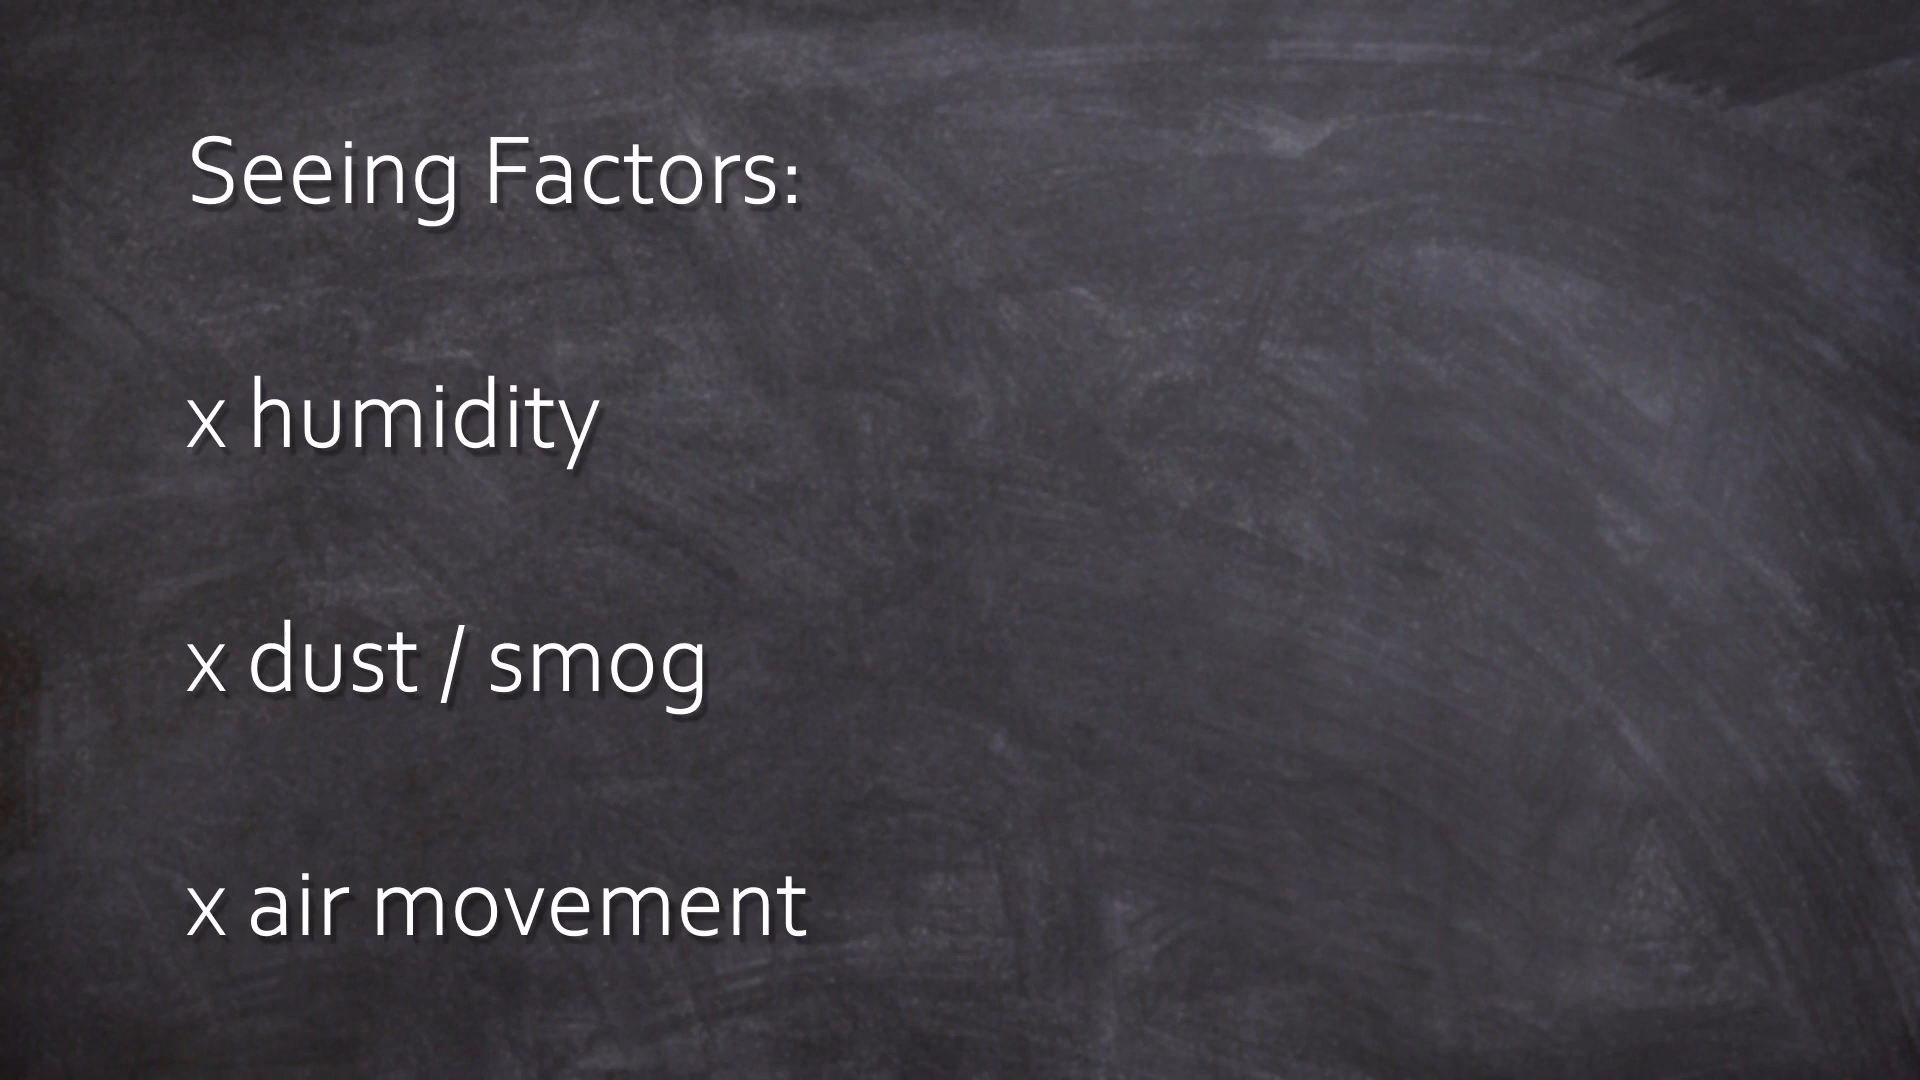 Seeing Factors:
x humidity
x dust / smog
x air movement